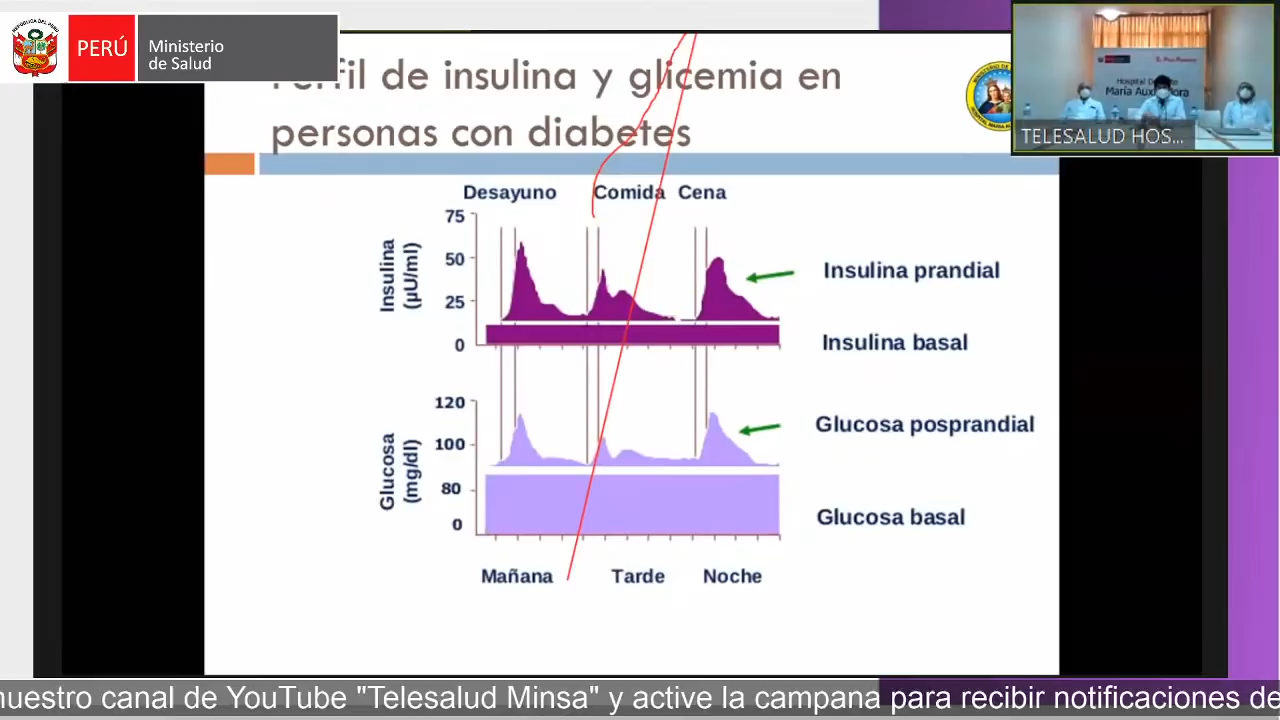 PERÚ
Ministerio
de Salud
Perfil de insulina y glicemia en
personas con diabetes
Hospital
María Auxiliadora
TELESALUD HOS...
Desayuno Comida Cena
75
50
25
0
Insulina
(µU/ml)
Insulina prandial
Insulina basal
120
100
80
0
Glucosa
(mg/dl)
Glucosa posprandial
Glucosa basal
Mañana Tarde Noche
nuestro canal de YouTube "Telesalud Minsa" y active la campana para recibir notificaciones de